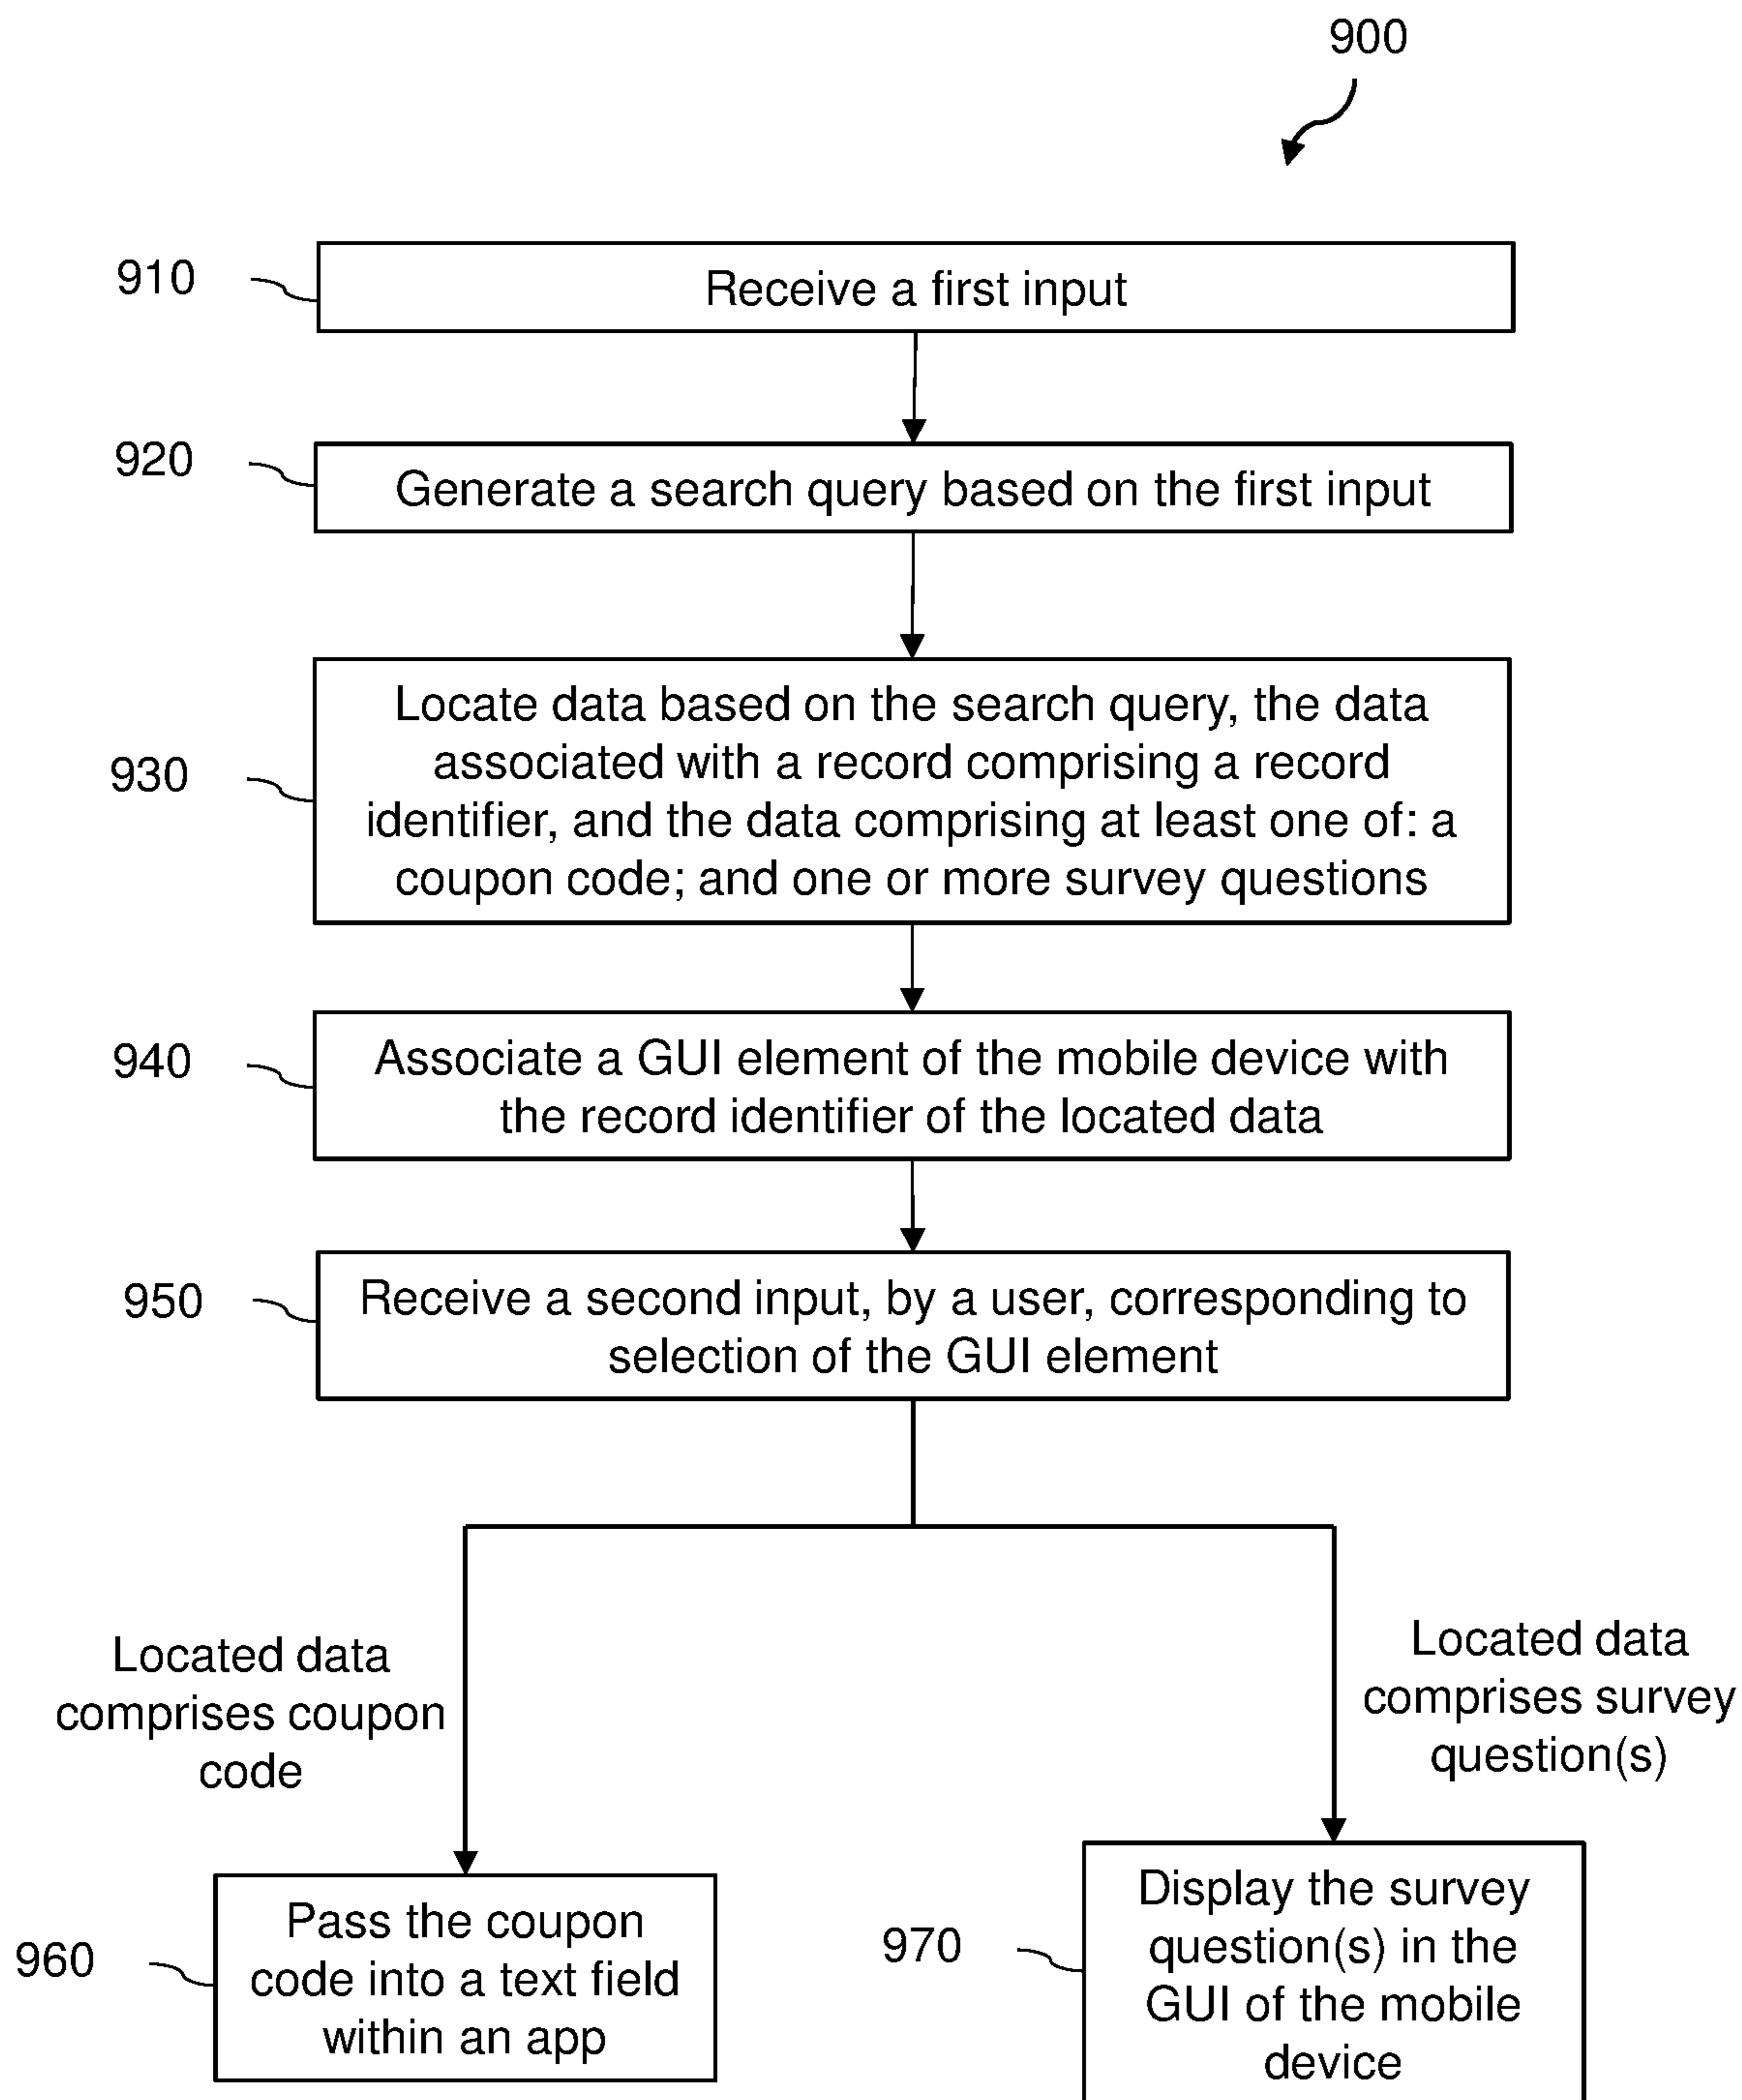 900
910
Receive a first input
920
Generate a search query based on the first input
930
Locate data based on the search query, the data
associated with a record comprising a record
identifier, and the data comprising at least one of: a
coupon code; and one or more survey questions
940
Associate a GUI element of the mobile device with
the record identifier of the located data
950
Receive a second input, by a user, corresponding to
selection of the GUI element
Located data
comprises coupon
code
Located data
comprises survey
question(s)
960
Pass the coupon
code into a text field
within an app
970
Display the survey
question(s) in the
GUI of the mobile
device